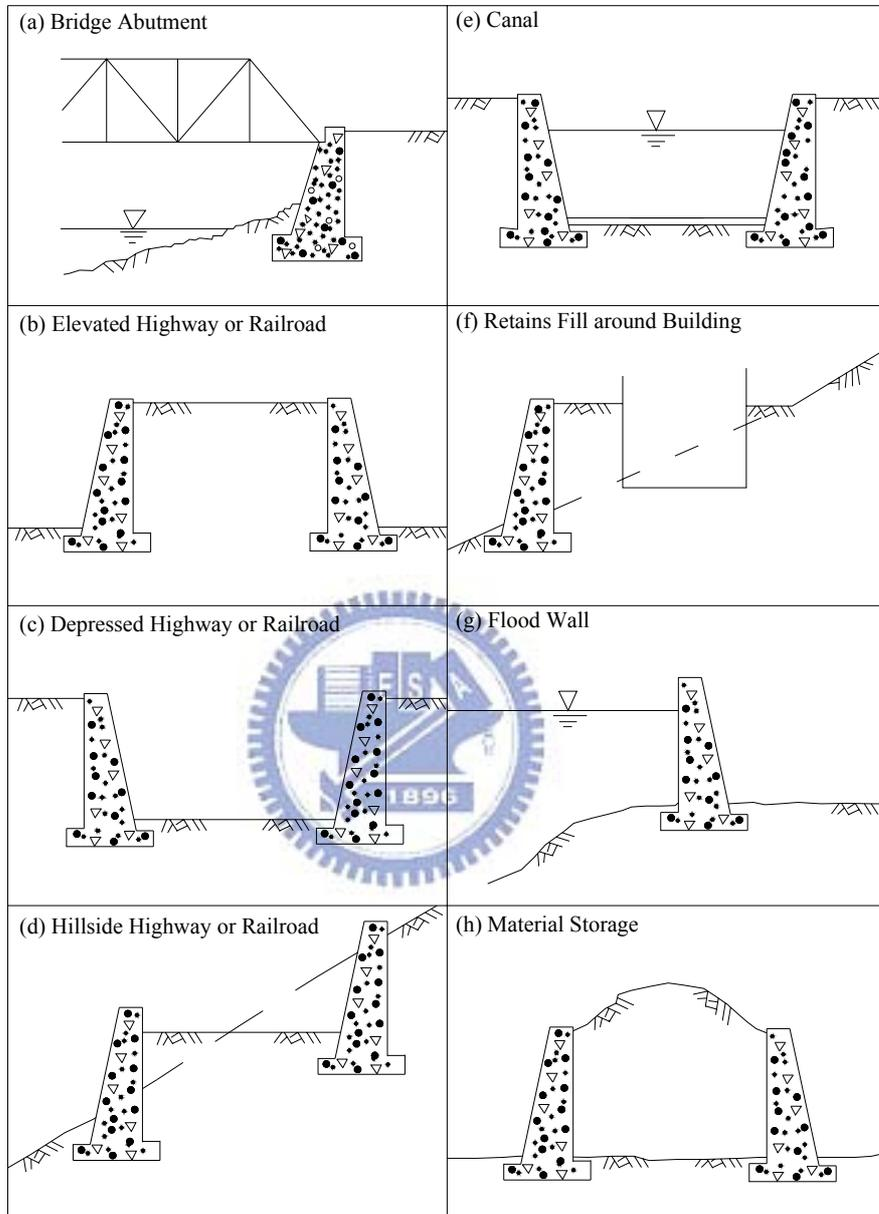 (a) Bridge Abutment
(b) Elevated Highway or Railroad
(c) Depressed Highway or Railroad
(d) Hillside Highway or Railroad
(e) Canal
(f) Retains Fill around Building
(g) Flood Wall
(h) Material Storage
E S A
1896